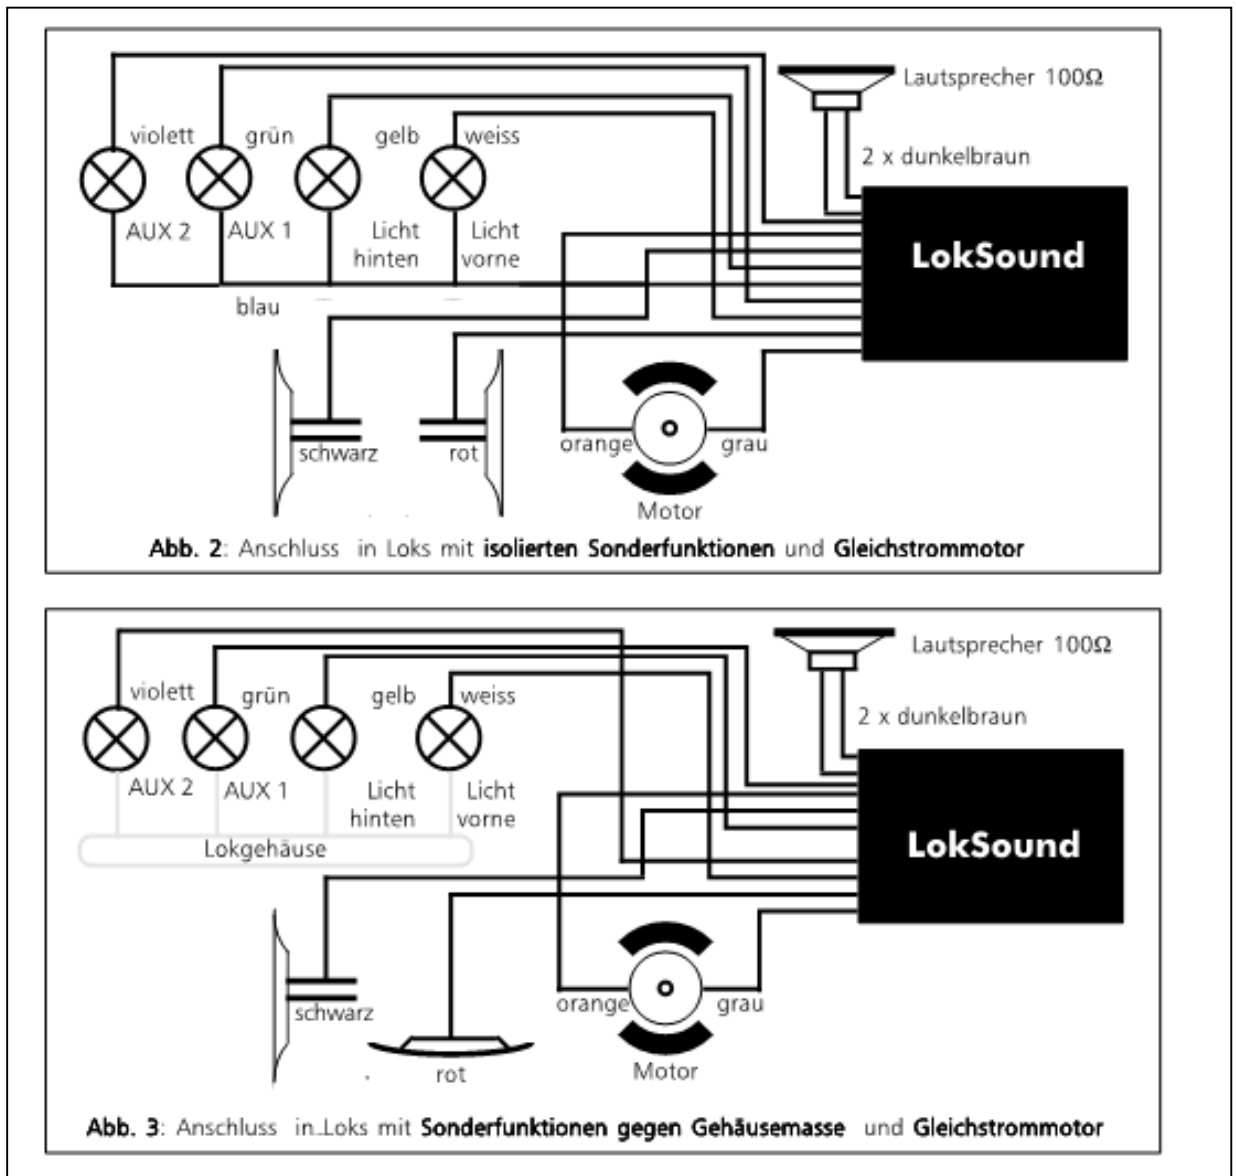 Lautsprecher 100Ω
violett
grün
gelb
weiss
2 x dunkelbraun
AUX 2
AUX 1
Licht
hinten
Licht
vorne
LokSound
blau
schwarz
rot
orange
grau
Motor
Abb. 2: Anschluss in Loks mit isolierten Sonderfunktionen und Gleichstrommotor
Lautsprecher 100Ω
violett
grün
gelb
weiss
2 x dunkelbraun
AUX 2
AUX 1
Licht
hinten
Licht
vorne
LokSound
Lokgehäuse
schwarz
rot
orange
grau
Motor
Abb. 3: Anschluss in Loks mit Sonderfunktionen gegen Gehäusemasse und Gleichstrommotor